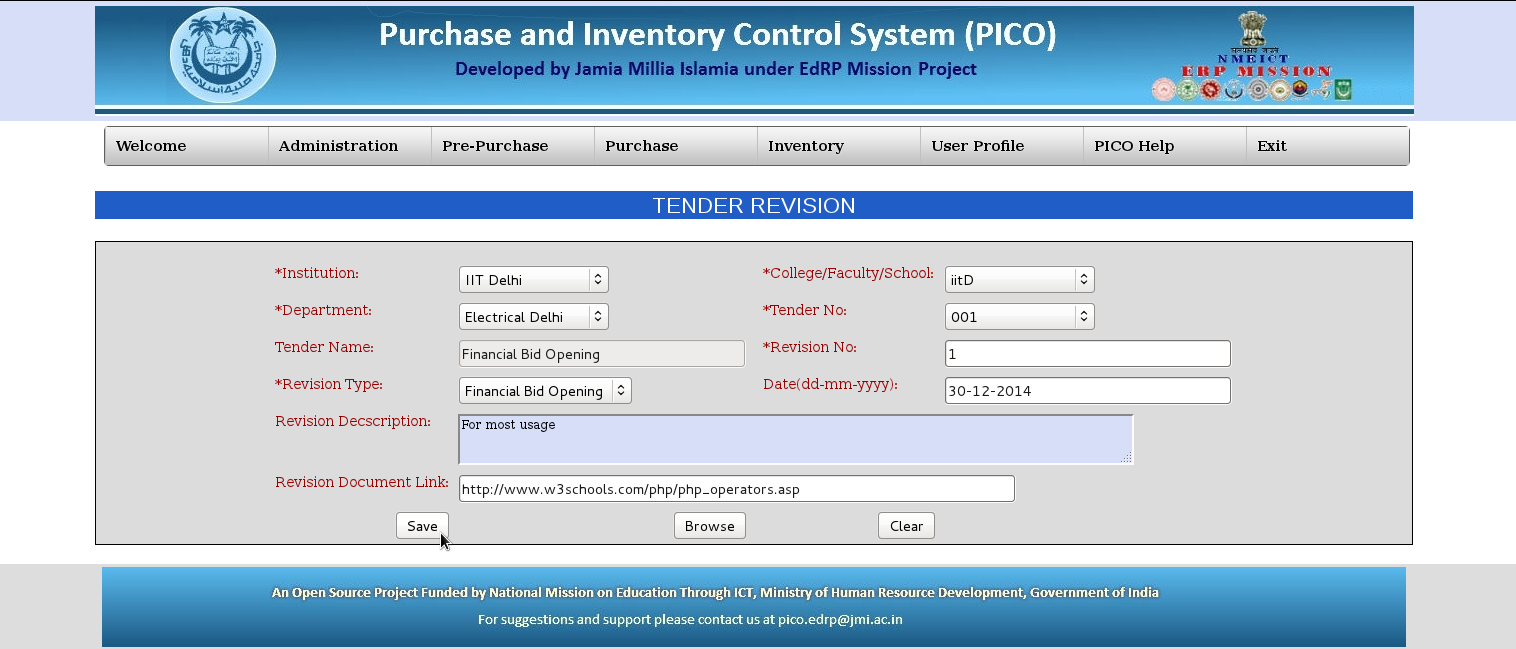 Purchase and Inventory Control System (PICO)
Developed by Jamia Millia Islamia under EdRP Mission Project
सत्यमेव जयते
NMEICT
ERP MISSION
Welcome Administration Pre-Purchase Purchase Inventory User Profile PICO Help Exit
TENDER REVISION
*Institution: IIT Delhi *College/Faculty/School: iitD
*Department: Electrical Delhi *Tender No: 001
Tender Name: Financial Bid Opening *Revision No: 1
*Revision Type: Financial Bid Opening Date(dd-mm-yyyy): 30-12-2014
Revision Decscription: For most usage
Revision Document Link: http://www.w3schools.com/php/php_operators.asp
Save Browse Clear
An Open Source Project Funded by National Mission on Education Through ICT, Ministry of Human Resource Development, Government of India
For suggestions and support please contact us at pico.edrp@jmi.ac.in